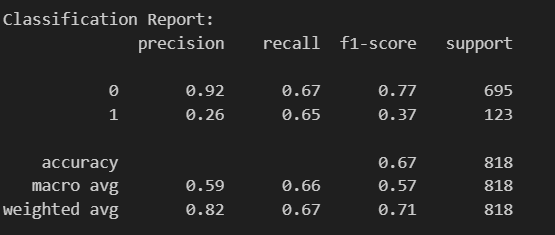 Classification Report:
precision recall f1-score support
0 0.92 0.67 0.77 695
1 0.26 0.65 0.37 123
accuracy 0.67 818
macro avg 0.59 0.66 0.57 818
weighted avg 0.82 0.67 0.71 818